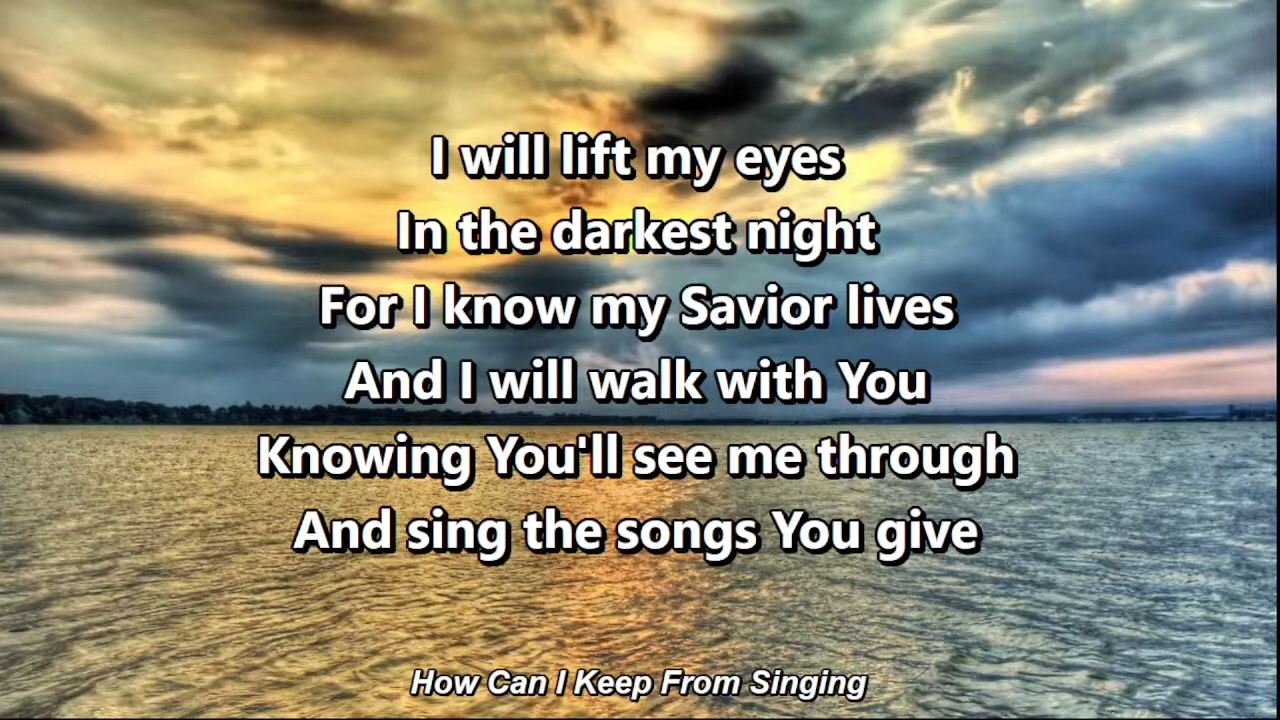 I will lift my eyes
In the darkest night
For I know my Savior lives
And I will walk with You
Knowing You'll see me through
And sing the songs You give
How Can I Keep From Singing